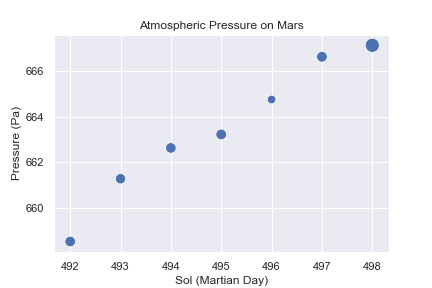 Atmospheric Pressure on Mars
Pressure (Pa)
666
664
662
660
492 493 494 495 496 497 498
Sol (Martian Day)